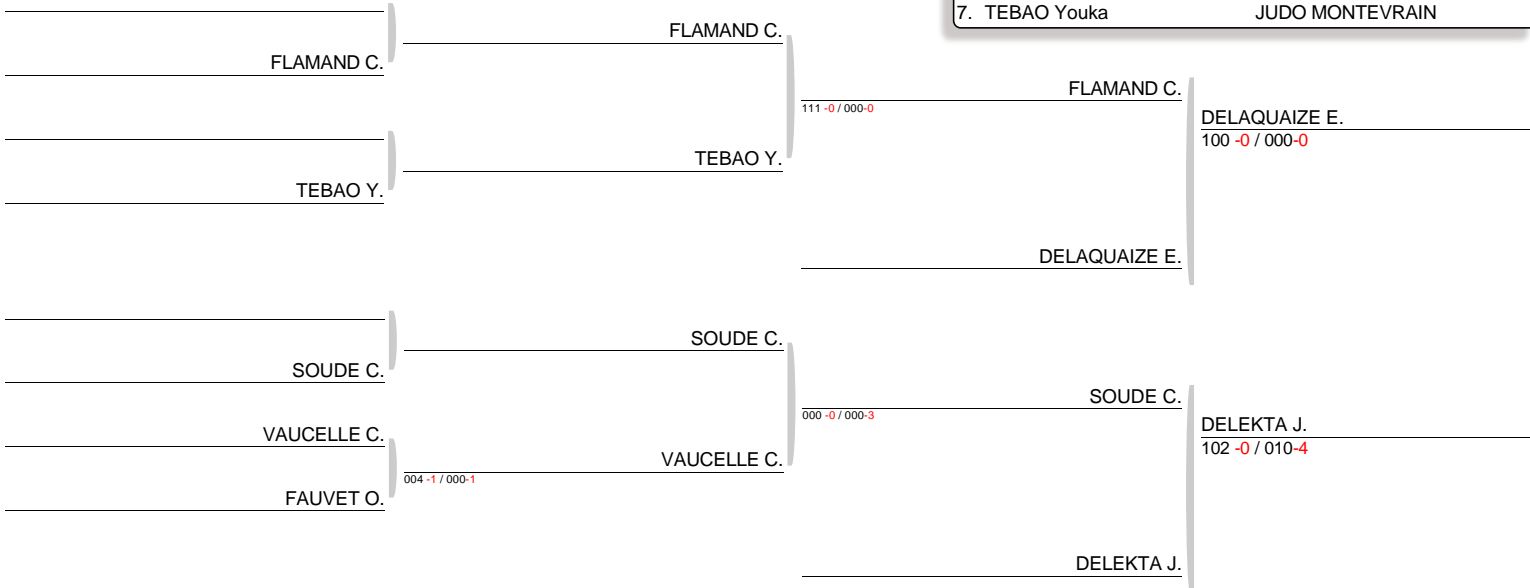 7. TEBAO Youka JUDO MONTEVRAIN
FLAMAND C.
FLAMAND C.
FLAMAND C.
111 -0 / 000-0
DELAQUAIZE E.
100 -0 / 000-0
TEBAO Y.
TEBAO Y.
DELAQUAIZE E.
SOUDE C.
SOUDE C.
SOUDE C.
000 -0 / 000-3
DELEKTA J.
102 -0 / 010-4
VAUCELLE C.
VAUCELLE C.
004 -1 / 000-1
FAUVET O.
DELEKTA J.